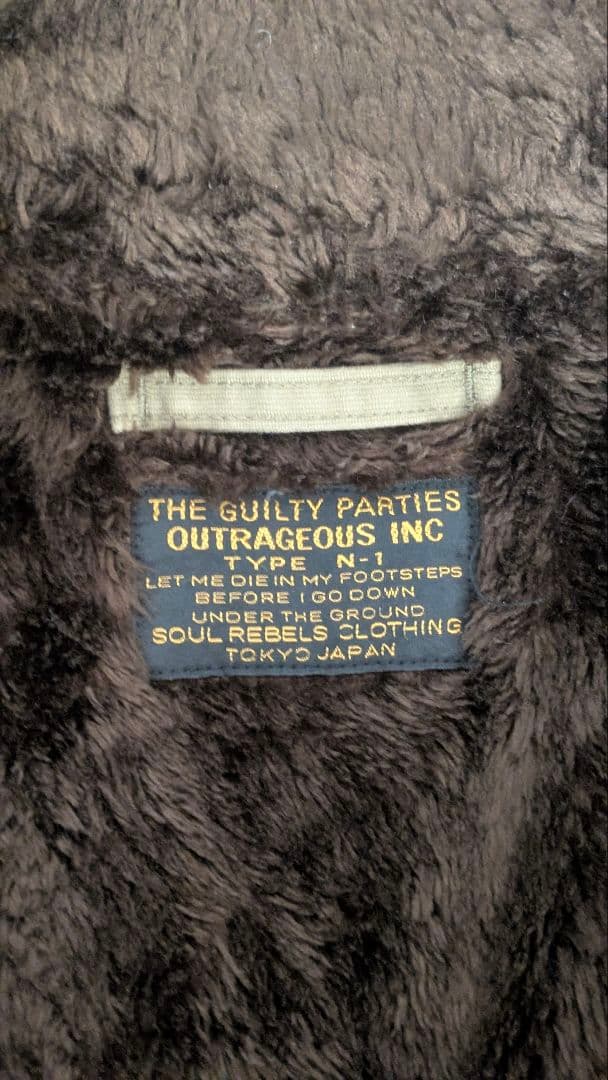 THE GUILTY PARTIES
OUTRAGEOUS INC
TYPE N-1
LET ME DIE IN MY FOOTSTEPS
BEFORE I GO DOWN
UNDER THE GROUND
SOUL REBELS CLOTHING
TOKYO JAPAN